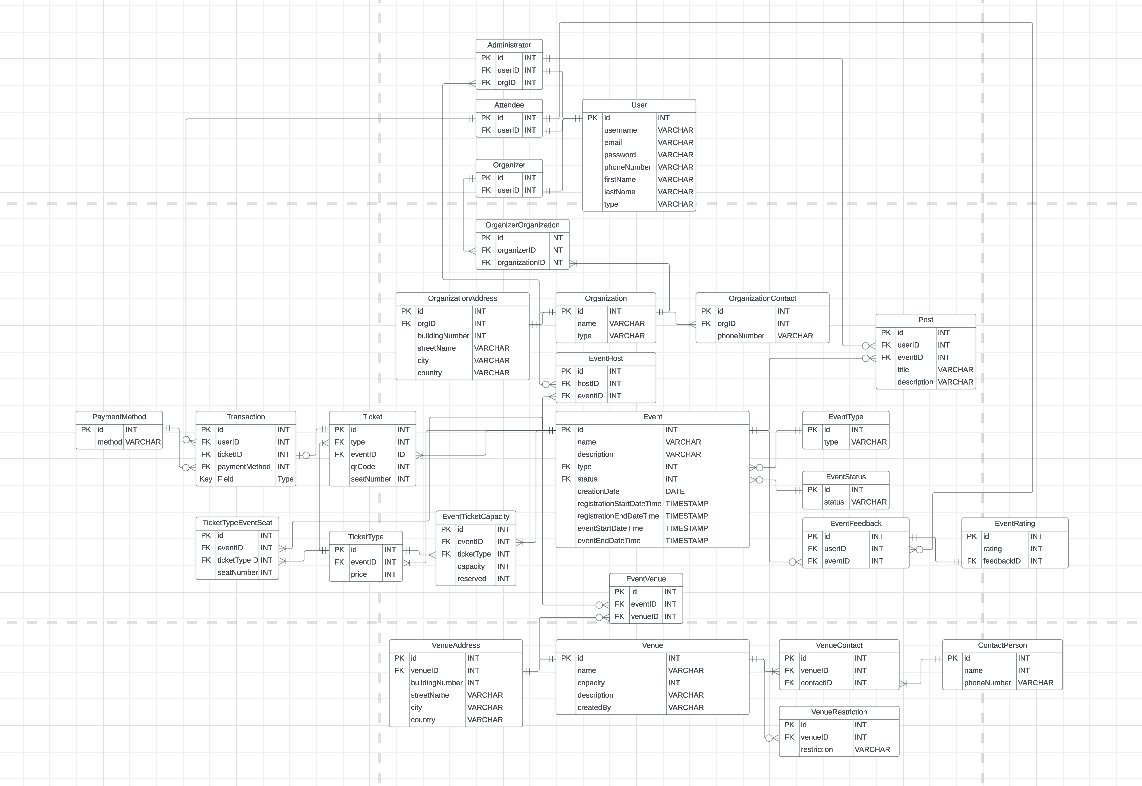 Administrator
PK id INT
FK userID INT
FK orgID INT
Attendee
PK id INT
FK userID INT
User
PK id INT
username VARCHAR
email VARCHAR
password VARCHAR
phoneNumber VARCHAR
firstName VARCHAR
lastName VARCHAR
type VARCHAR
Organizer
PK id INT
FK userID INT
OrganizerOrganization
PK id NT
FK organizerID NT
FK organizationID NT
OrganizationAddress
PK id INT
FK orgID INT
buildingNumber INT
streetName VARCHAR
city VARCHAR
country VARCHAR
Organization
PK id INT
name VARCHAR
type VARCHAR
OrganizationContact
PK id INT
FK orgID INT
phoneNumber VARCHAR
Post
PK id INT
FK userID INT
FK eventID INT
title VARCHAR
description VARCHAR
EventHost
PK id INT
FK hostID INT
FK eventID INT
PaymentMethod
PK id INT
method VARCHAR
Transaction
PK id INT
FK userID INT
FK ticketID INT
FK paymentMethod INT
Key Field Type
Ticket
PK id INT
FK type INT
FK eventID ID
qrCode INT
seatNumber INT
Event
PK id INT
name VARCHAR
description VARCHAR
FK type INT
FK status INT
creationDate DATE
registrationStartDateTime TIMESTAMP
registrationEndDateTime TIMESTAMP
eventStartDateTime TIMESTAMP
eventEndDateTime TIMESTAMP
EventType
PK id INT
type VARCHAR
EventStatus
PK id INT
status VARCHAR
TicketTypeEventSeat
PK id INT
FK eventID INT
FK ticketType D INT
seatNumber INT
TicketType
PK id INT
FK eventID INT
price INT
EventTicketCapacity
PK id INT
FK eventID INT
FK ticketType INT
capacity INT
reserved INT
EventFeedback
PK id INT
FK userID INT
FK eventID INT
EventRating
PK id INT
rating INT
FK feedbackID INT
EventVenue
PK id INT
FK eventID INT
FK venueID INT
VenueAddress
PK id INT
FK venueID INT
buildingNumber INT
streetName VARCHAR
city VARCHAR
country VARCHAR
Venue
PK id INT
name VARCHAR
capacity INT
description VARCHAR
createdBy VARCHAR
VenueContact
PK id INT
FK venueID INT
FK contactID INT
ContactPerson
PK id INT
name INT
phoneNumber VARCHAR
VenueRestriction
PK id INT
FK venueID INT
restriction VARCHAR